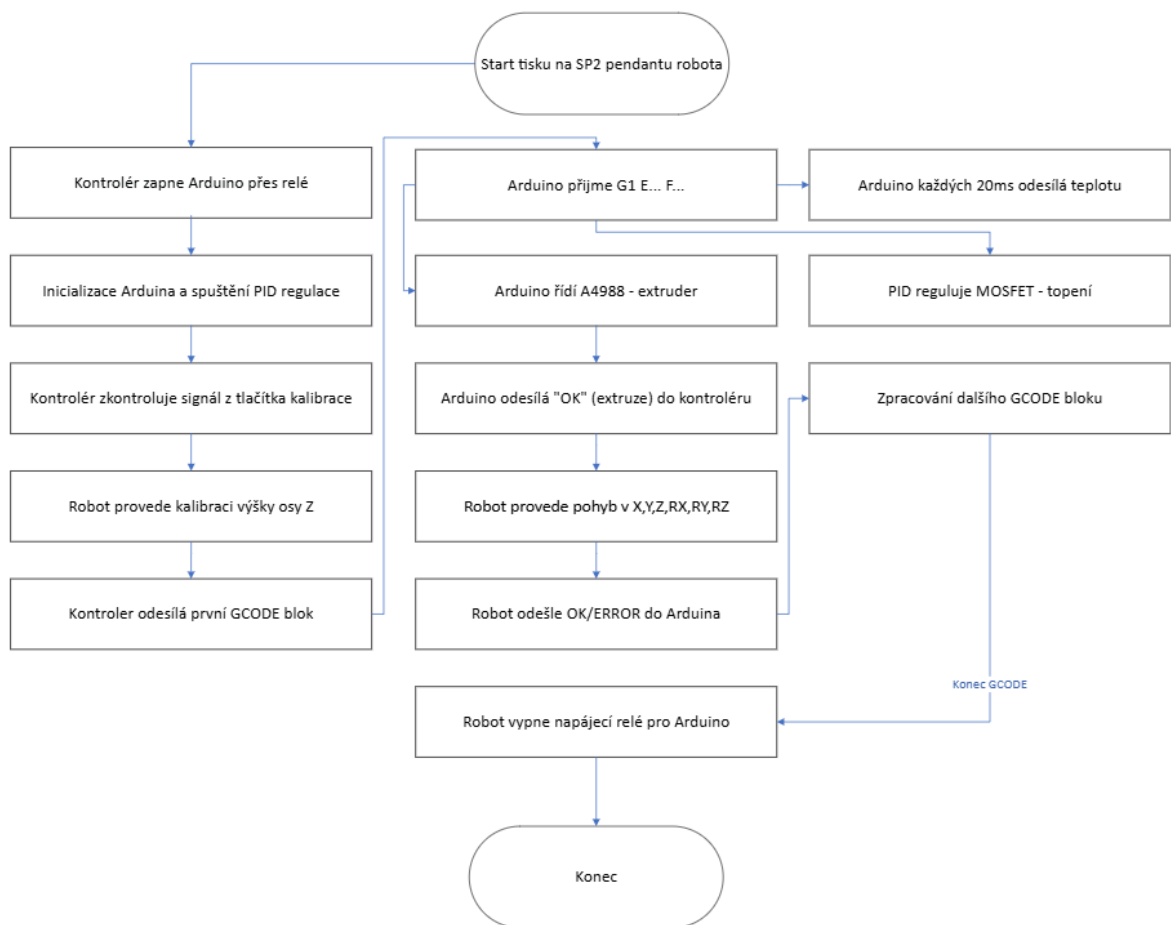 Start tisku na SP2 pendantu robota
Kontrolér zapne Arduino přes relé
Inicializace Arduina a spuštění PID regulace
Kontrolér zkontroluje signál z tlačítka kalibrace
Robot provede kalibraci výšky osy Z
Kontroler odesílá první GCODE blok
Arduino přijme G1 E... F...
Arduino každých 20ms odesílá teplotu
Arduino řídí A4988 - extruder
PID reguluje MOSFET - topení
Arduino odesílá "OK" (extruze) do kontroléru
Robot provede pohyb v X,Y,Z,RX,RY,RZ
Robot odešle OK/ERROR do Arduina
Zpracování dalšího GCODE bloku
Konec GCODE
Robot vypne napájecí relé pro Arduino
Konec